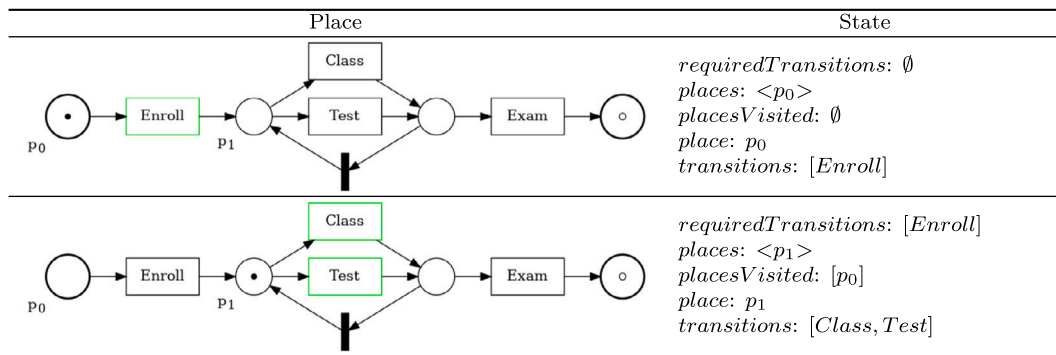 Place State
Class
Enroll Test Exam
p₀ p₁
requiredTransitions: ∅
places: <p₀>
placesVisited: ∅
place: p₀
transitions: [Enroll]
Class
Enroll Test Exam
p₀ p₁
requiredTransitions: [Enroll]
places: <p₁>
placesVisited: [p₀]
place: p₁
transitions: [Class, Test]